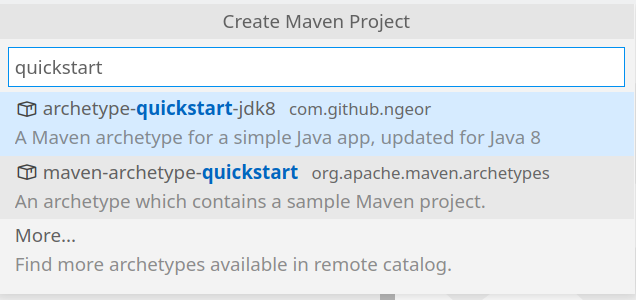 Create Maven Project
quickstart
archetype-quickstart-jdk8 com.github.ngeor
A Maven archetype for a simple Java app, updated for Java 8
maven-archetype-quickstart org.apache.maven.archetypes
An archetype which contains a sample Maven project.
More...
Find more archetypes available in remote catalog.